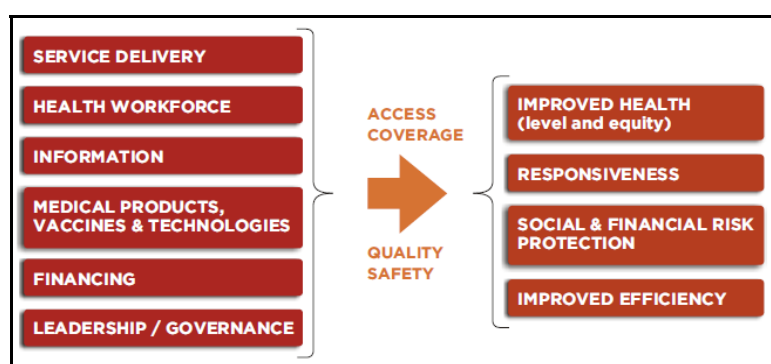 SERVICE DELIVERY
HEALTH WORKFORCE
INFORMATION
MEDICAL PRODUCTS,
VACCINES & TECHNOLOGIES
FINANCING
LEADERSHIP / GOVERNANCE
ACCESS
COVERAGE
QUALITY
SAFETY
IMPROVED HEALTH
(level and equity)
RESPONSIVENESS
SOCIAL & FINANCIAL RISK
PROTECTION
IMPROVED EFFICIENCY